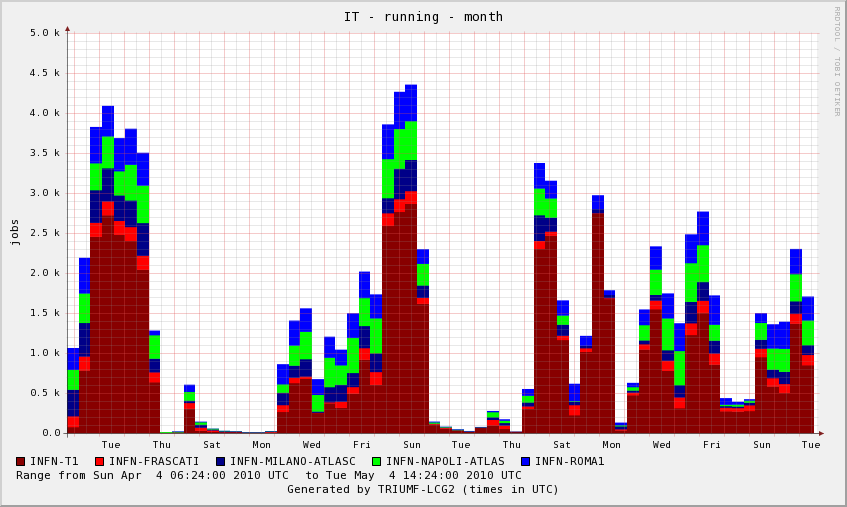 IT - running - month
RRDTOOL / TOBI OETIKER
jobs
5.0 k
4.5 k
4.0 k
3.5 k
3.0 k
2.5 k
2.0 k
1.5 k
1.0 k
0.5 k
0.0
Tue Thu Sat Mon Wed Fri Sun Tue Thu Sat Mon Wed Fri Sun Tue
INFN-T1 INFN-FRASCATI INFN-MILANO-ATLASC INFN-NAPOLI-ATLAS INFN-ROMA1
Range from Sun Apr  4 06:24:00 2010 UTC  to Tue May  4 14:24:00 2010 UTC
Generated by TRIUMF-LCG2 (times in UTC)